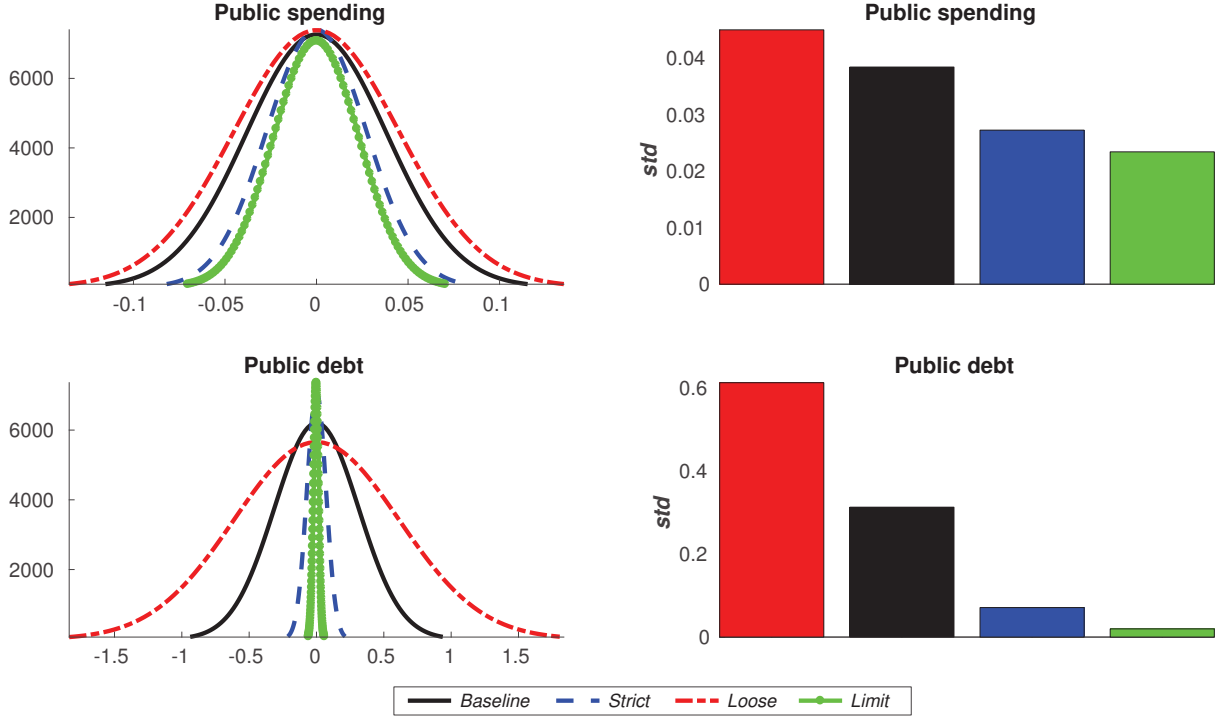 Public spending
6000
4000
2000
-0.1 -0.05 0 0.05 0.1
Public spending
std
0.04
0.03
0.02
0.01
0
Public debt
6000
4000
2000
-1.5 -1 -0.5 0 0.5 1 1.5
Public debt
std
0.6
0.4
0.2
0
Baseline Strict Loose Limit